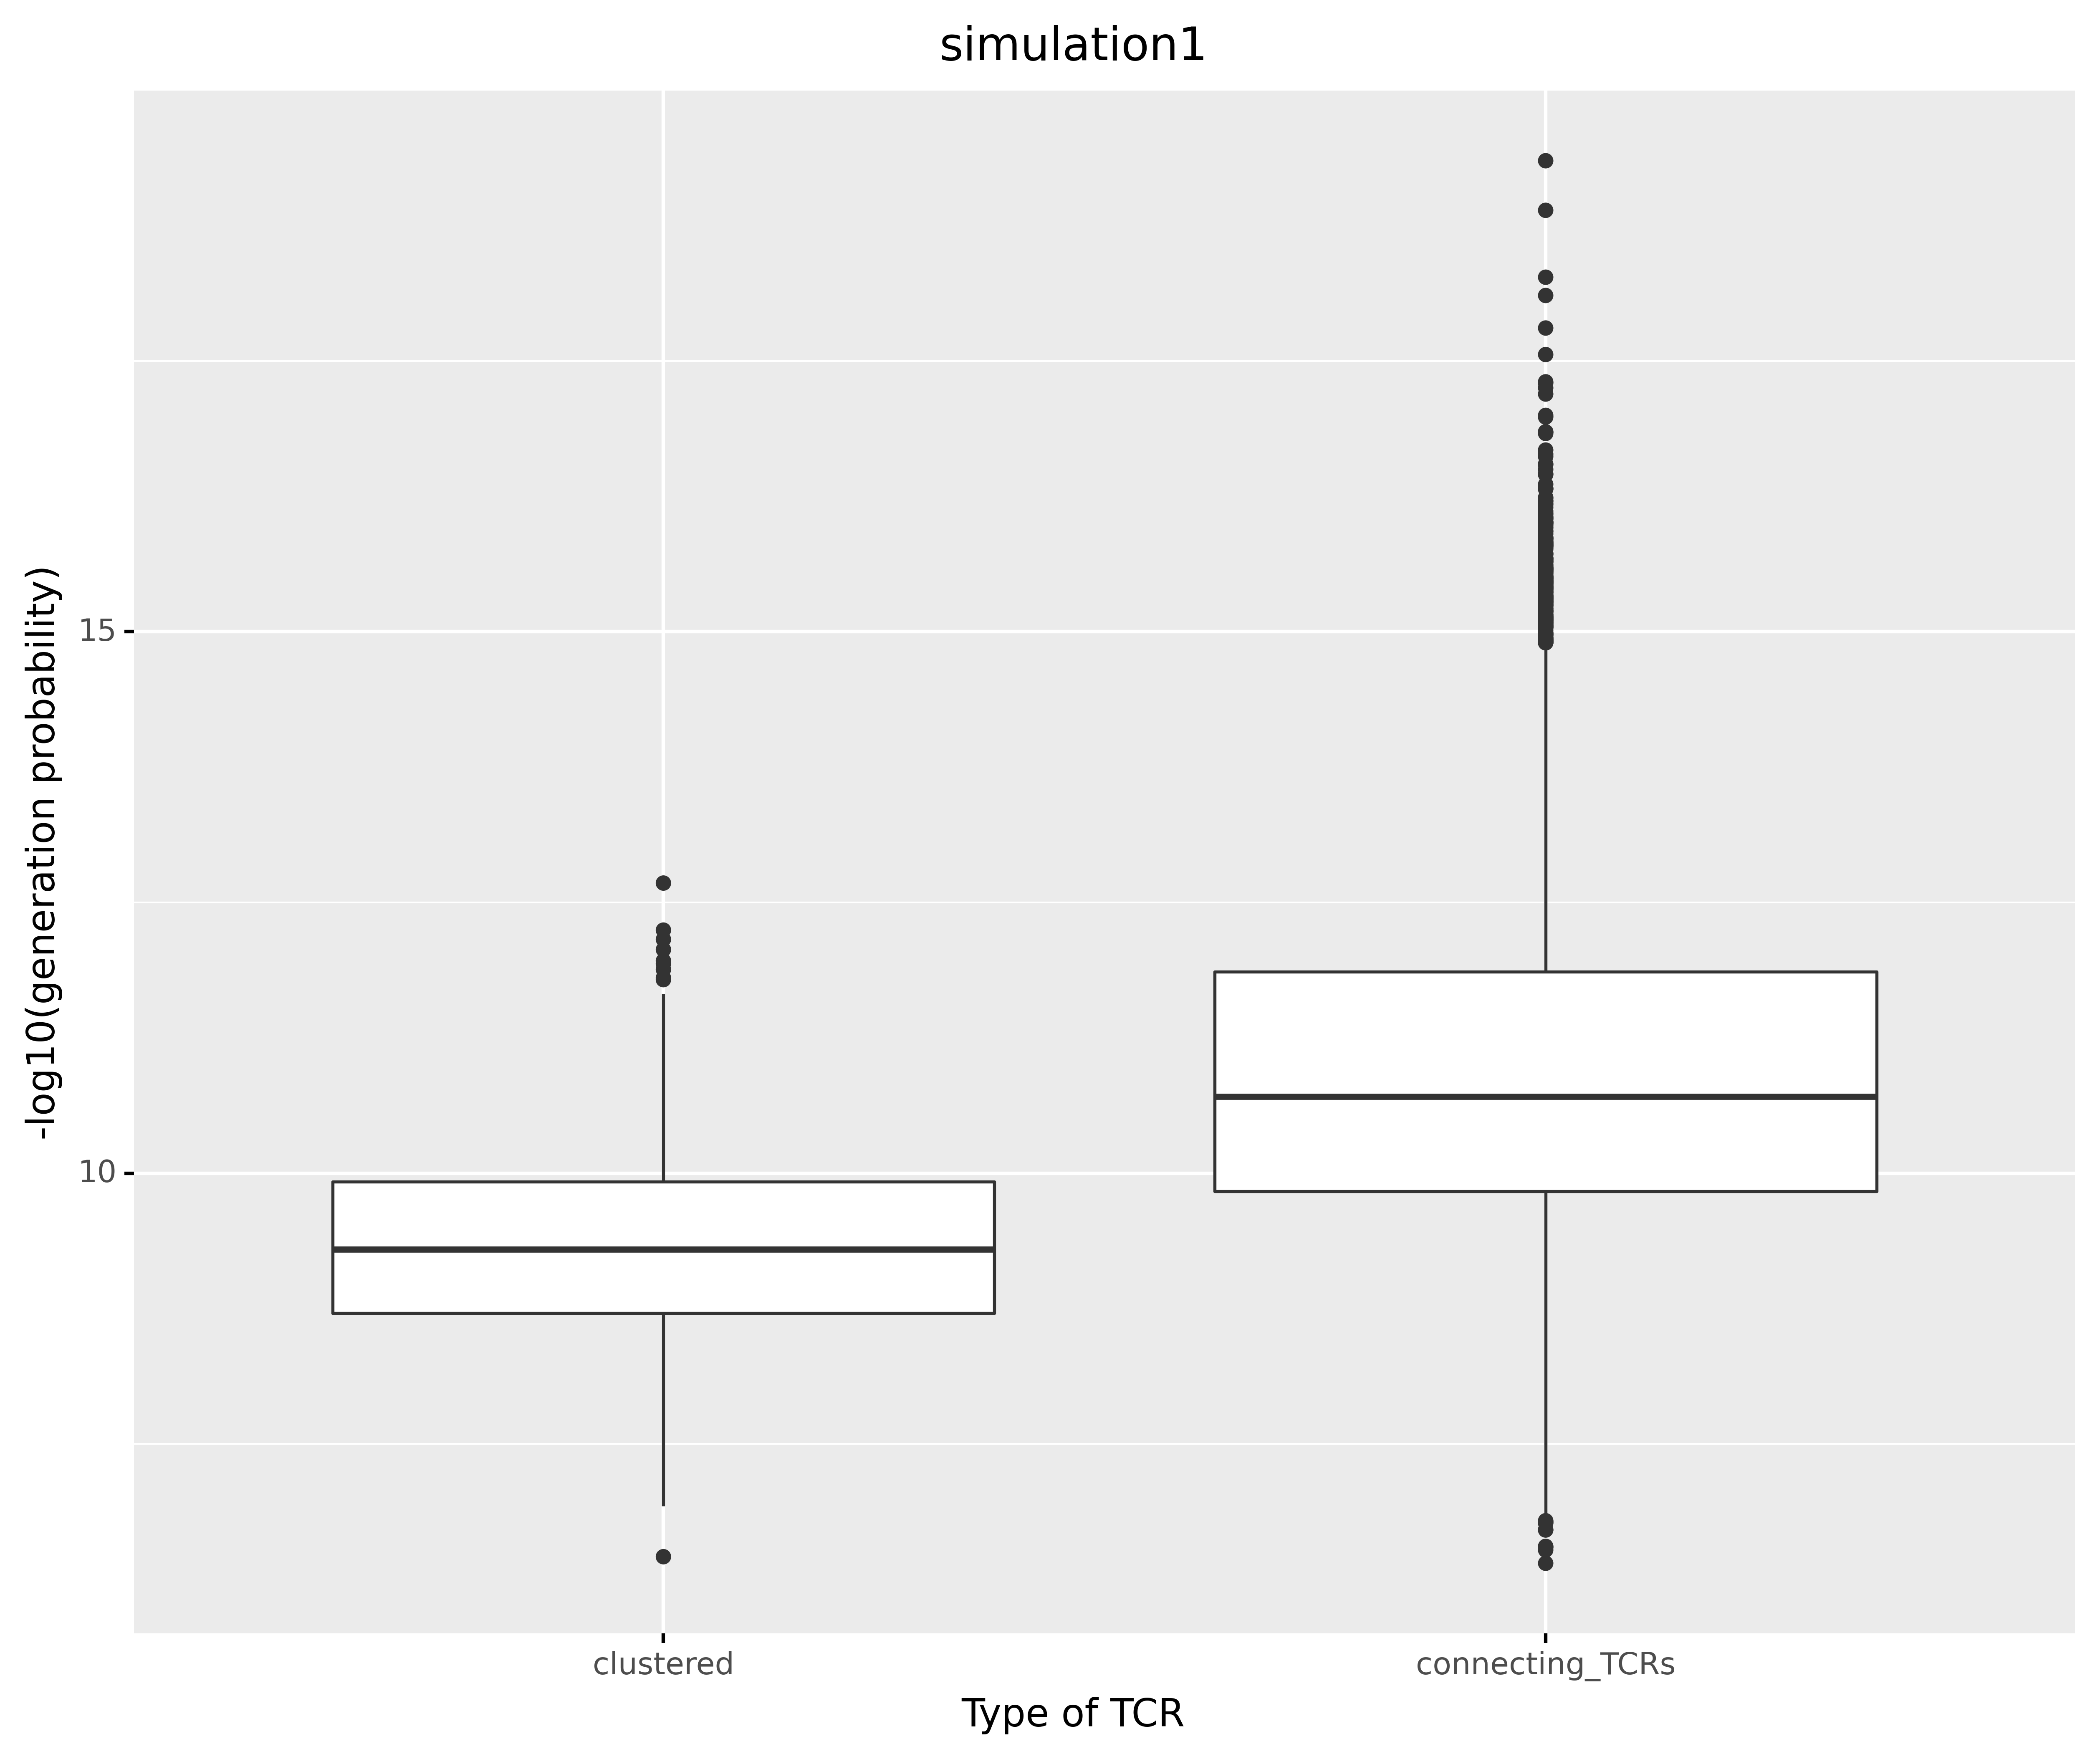 simulation1
-log10(generation probability)
15
10
clustered
connecting_TCRs
Type of TCR